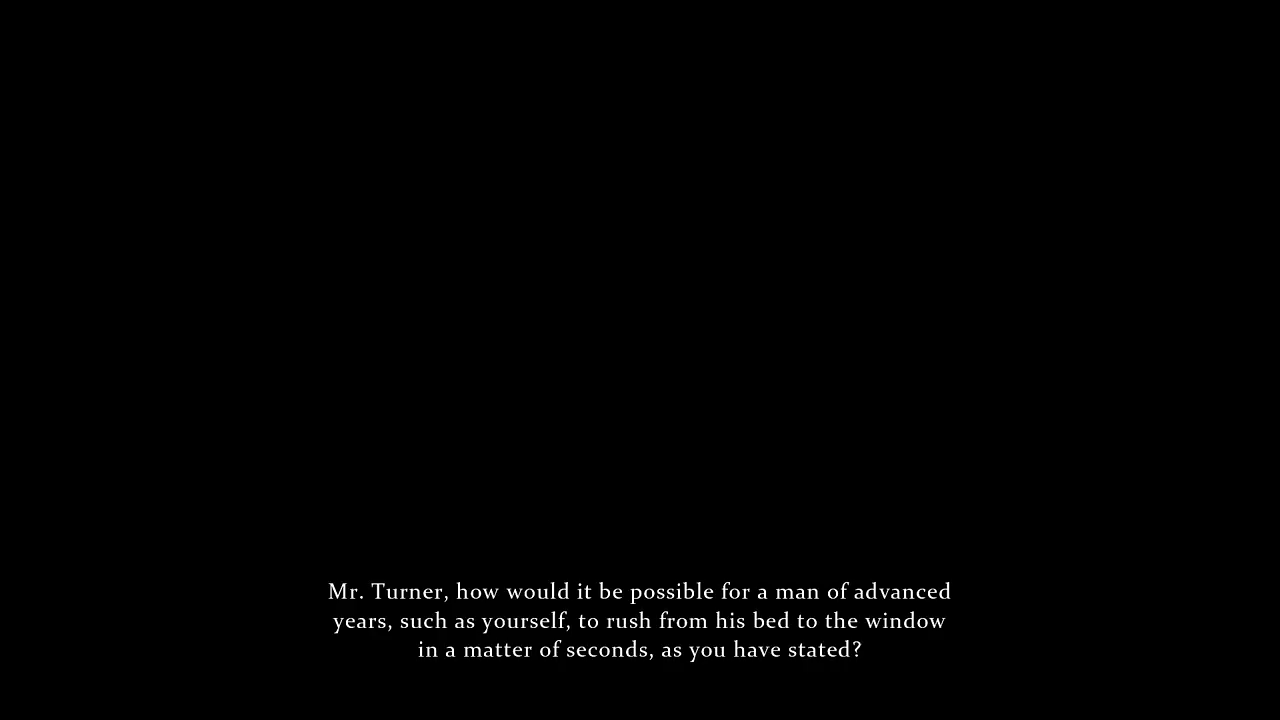 Mr. Turner, how would it be possible for a man of advanced
years, such as yourself, to rush from his bed to the window
in a matter of seconds, as you have stated?